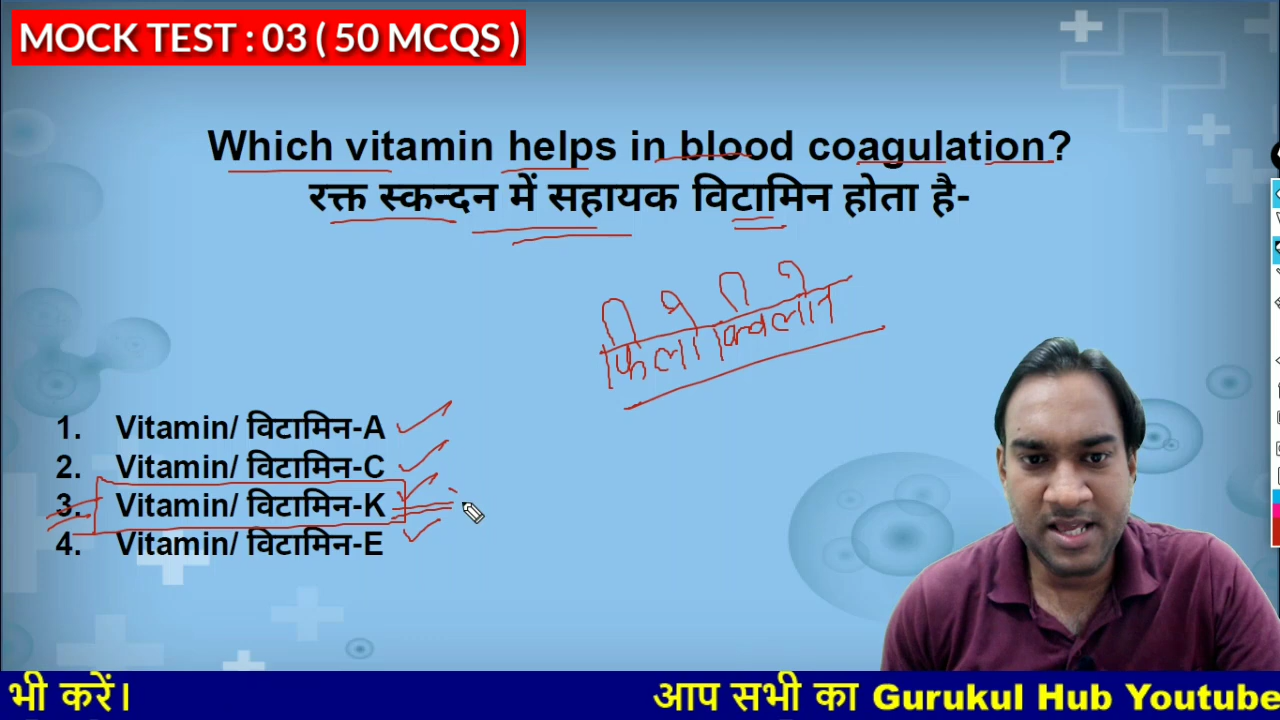 MOCK TEST : 03 ( 50 MCQS )
Which vitamin helps in blood coagulation?
रक्त स्कन्दन में सहायक विटामिन होता है-
1. Vitamin/ विटामिन-A
2. Vitamin/ विटामिन-C
3. Vitamin/ विटामिन-K
4. Vitamin/ विटामिन-E
भी करें। आप सभी का Gurukul Hub Youtube